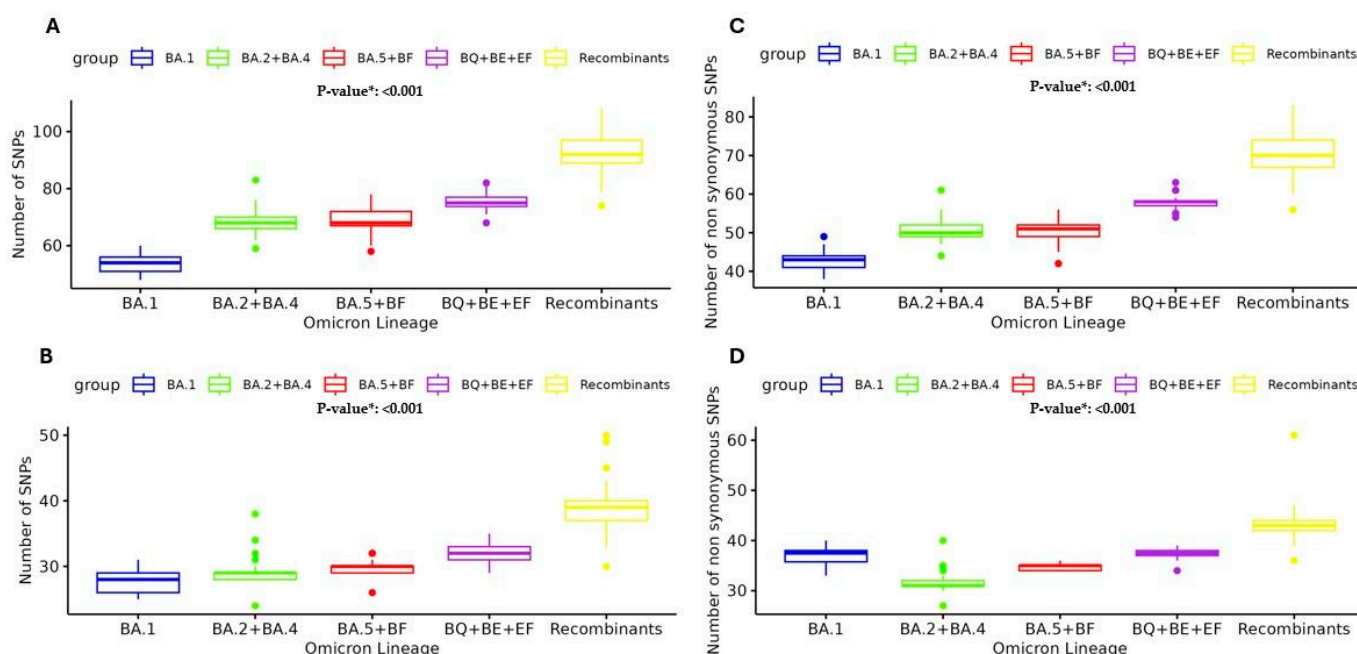 A
group BA.1 BA.2+BA.4 BA.5+BF BQ+BE+EF Recombinants
P-value*: <0.001
Number of SNPs
100
80
60
BA.1 BA.2+BA.4 BA.5+BF BQ+BE+EF Recombinants
Omicron Lineage
C
group BA.1 BA.2+BA.4 BA.5+BF BQ+BE+EF Recombinants
P-value*: <0.001
Number of non synonymous SNPs
80
70
60
50
40
BA.1 BA.2+BA.4 BA.5+BF BQ+BE+EF Recombinants
Omicron Lineage
B
group BA.1 BA.2+BA.4 BA.5+BF BQ+BE+EF Recombinants
P-value*: <0.001
Number of SNPs
50
40
30
BA.1 BA.2+BA.4 BA.5+BF BQ+BE+EF Recombinants
Omicron Lineage
D
group BA.1 BA.2+BA.4 BA.5+BF BQ+BE+EF Recombinants
P-value*: <0.001
Number of non synonymous SNPs
60
50
40
30
BA.1 BA.2+BA.4 BA.5+BF BQ+BE+EF Recombinants
Omicron Lineage